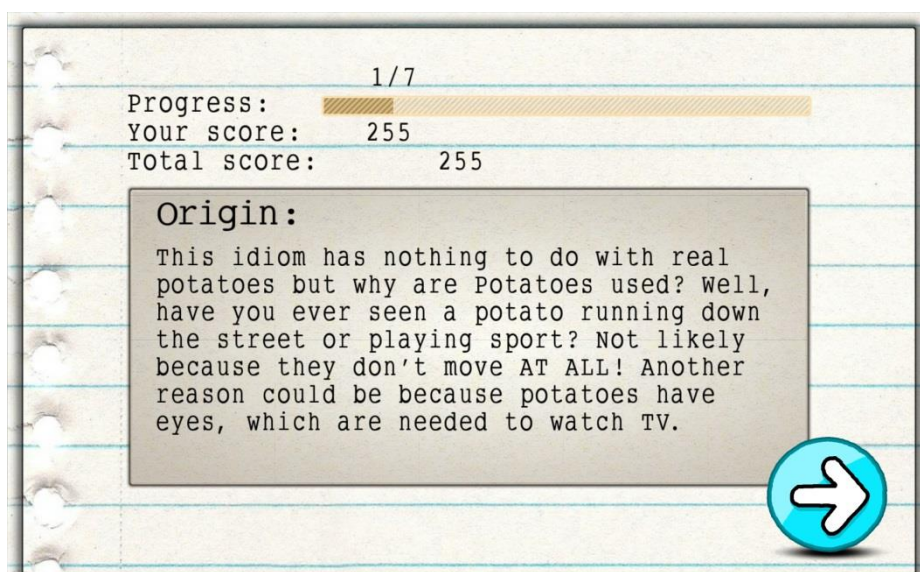 1/7
Progress:
Your score: 255
Total score: 255
Origin:
This idiom has nothing to do with real
potatoes but why are Potatoes used? Well,
have you ever seen a potato running down
the street or playing sport? Not likely
because they don't move AT ALL! Another
reason could be because potatoes have
eyes, which are needed to watch TV.